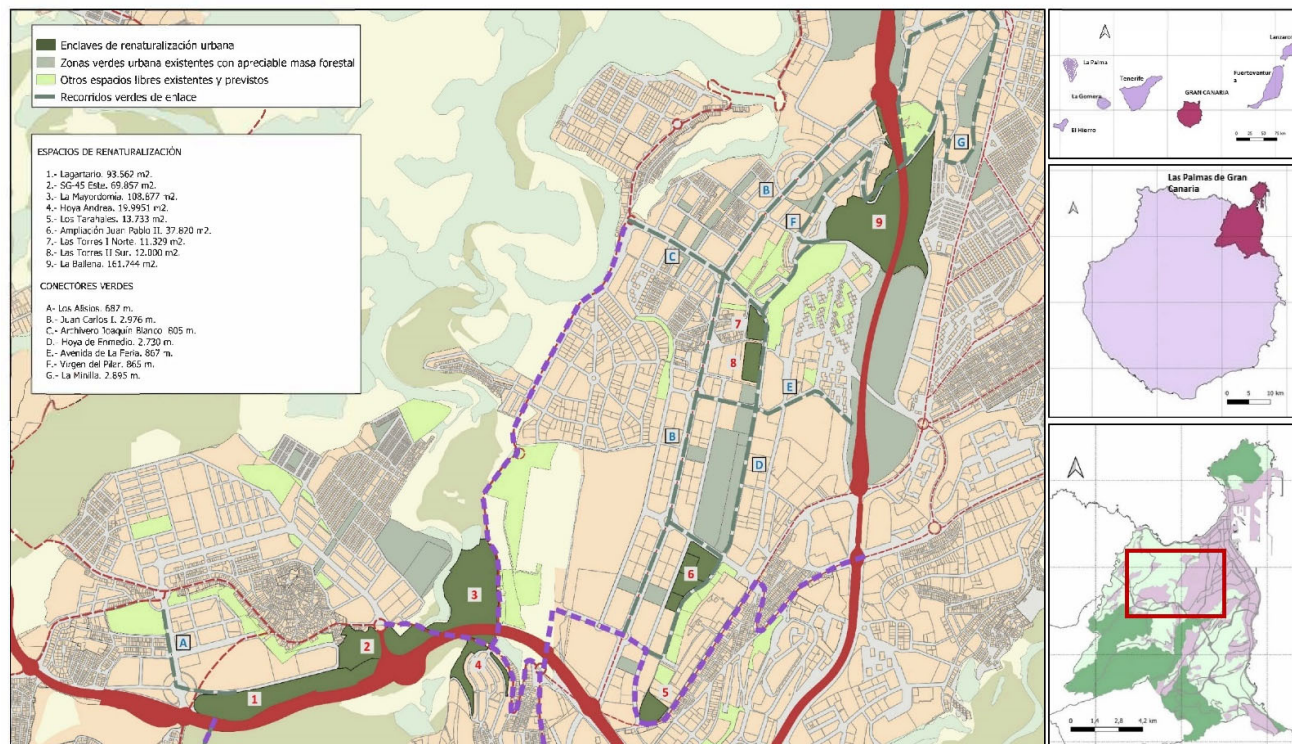 Enclaves de renaturalización urbana
Zonas verdes urbana existentes con apreciable masa forestal
Otros espacios libres existentes y previstos
Recorridos verdes de enlace
ESPACIOS DE RENATURALIZACIÓN
1.- Lagartario. 93.562 m2.
2.- SG-45 Este. 69.857 m2.
3.- La Mayordomía. 108.677 m2.
4.- Hoya Andrea. 19.9951 m2.
5.- Los Tarahales. 13.733 m2.
6.- Ampliación Juan Pablo II. 37.820 m2.
7.- Las Torres I Norte. 11.329 m2.
8.- Las Torres II Sur. 12.000 m2.
9.- La Ballena. 161.744 m2.
CONECTORES VERDES
A- Los Alisios. 687 m.
B.- Juan Carlos I. 2.976 m.
C.- Archivero Joaquín Blanco 805 m.
D.- Hoya de Enmedio. 2.730 m.
E.- Avenida de La Feria. 867 m.
F.- Virgen del Pilar. 865 m.
G.- La Minilla. 2.895 m.
G
B
F
9
C
7
8
E
B
D
6
3
A
2
4
1
5
La Palma
Tenerife
La Gomera
El Hierro
GRAN CANARIA
Lanzarote
Fuerteventur
a
0 25 50 75 km
Las Palmas de Gran
Canaria
0 5 10 km
0 1,4 2,8 4,2 km